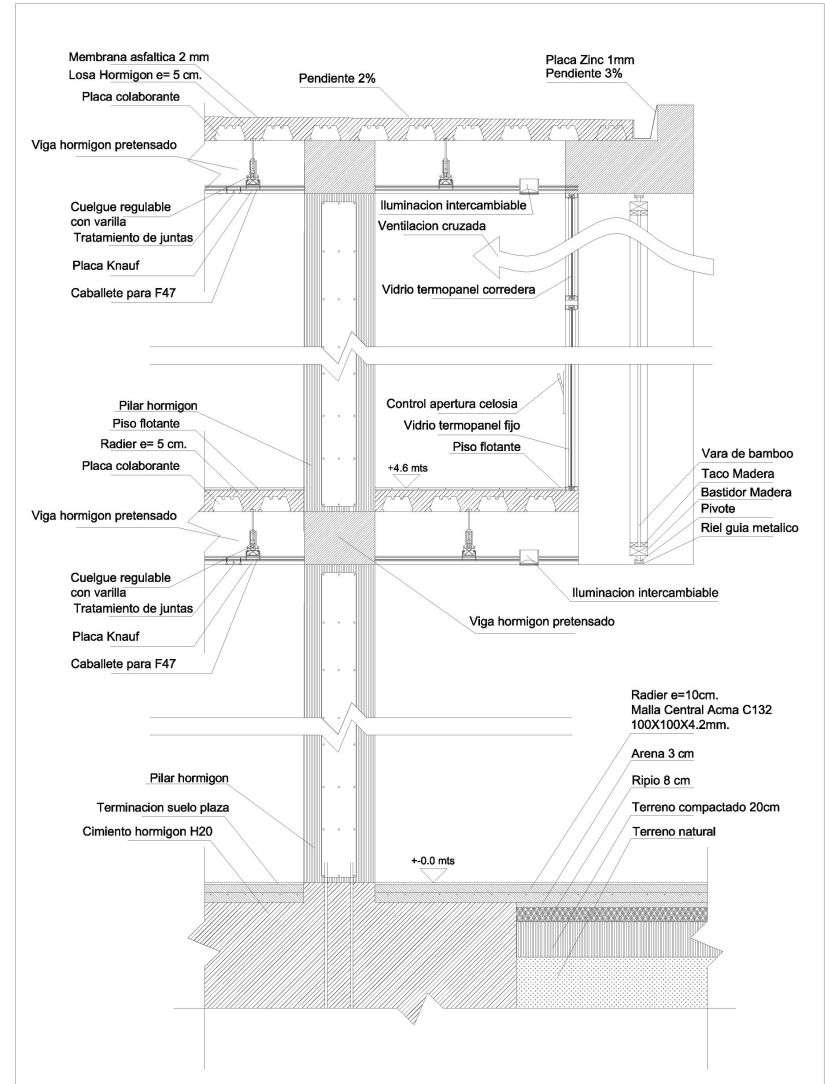 Membrana asfaltica 2 mm
Losa Hormigon e= 5 cm.
Placa colaborante
Viga hormigon pretensado
Cuelgue regulable
con varilla
Tratamiento de juntas
Placa Knauf
Caballete para F47
Pendiente 2%
Placa Zinc 1mm
Pendiente 3%
Iluminacion intercambiable
Ventilacion cruzada
Vidrio termopanel corredera
Pilar hormigon
Piso flotante
Radier e= 5 cm.
Placa colaborante
Viga hormigon pretensado
Cuelgue regulable
con varilla
Tratamiento de juntas
Placa Knauf
Caballete para F47
Control apertura celosia
Vidrio termopanel fijo
Piso flotante
+4.6 mts
Vara de bamboo
Taco Madera
Bastidor Madera
Pivote
Riel guia metalico
Iluminacion intercambiable
Viga hormigon pretensado
Radier e=10cm.
Malla Central Acma C132
100X100X4.2mm.
Arena 3 cm
Ripio 8 cm
Terreno compactado 20cm
Terreno natural
Pilar hormigon
Terminacion suelo plaza
Cimiento hormigon H20
+-0.0 mts